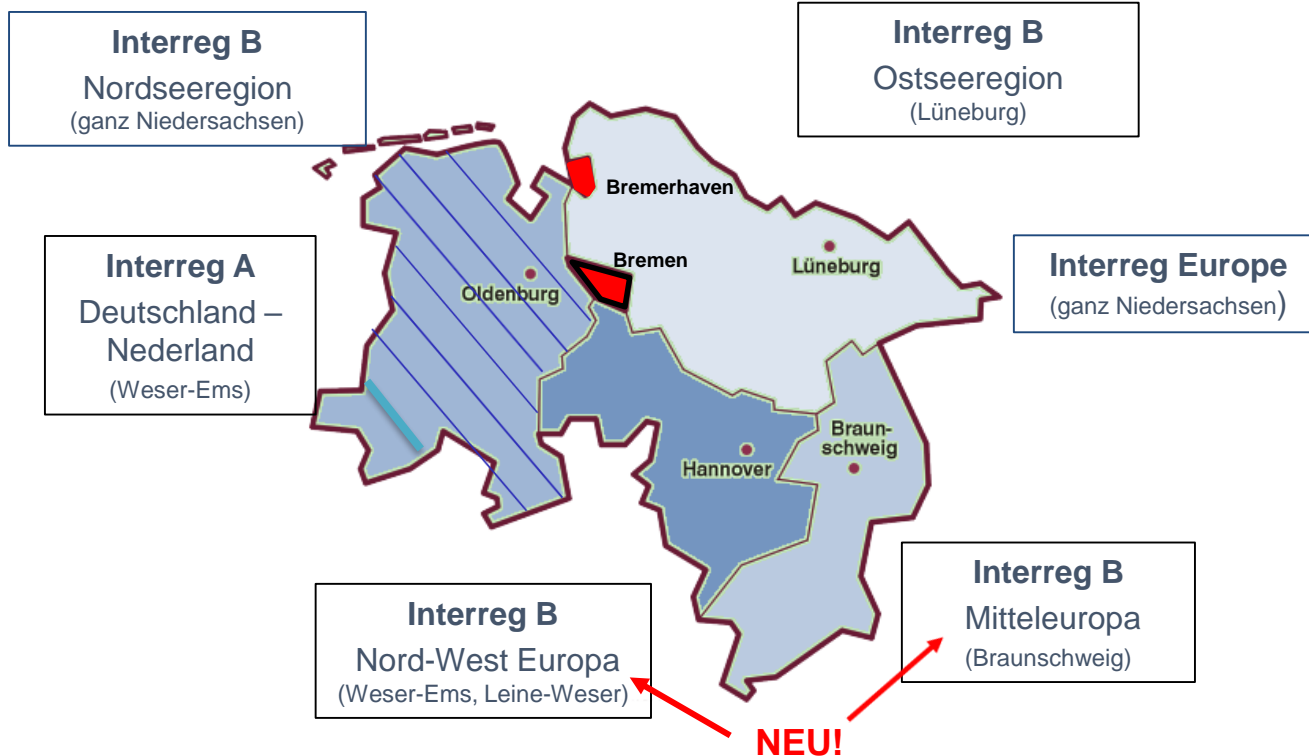 Interreg B
Nordseeregion
(ganz Niedersachsen)
Interreg B
Ostseeregion
(Lüneburg)
Interreg A
Deutschland –
Nederland
(Weser-Ems)
Bremerhaven
Bremen
Oldenburg
Lüneburg
Interreg Europe
(ganz Niedersachsen)
Hannover
Braun-
schweig
Interreg B
Nord-West Europa
(Weser-Ems, Leine-Weser)
Interreg B
Mitteleuropa
(Braunschweig)
NEU!